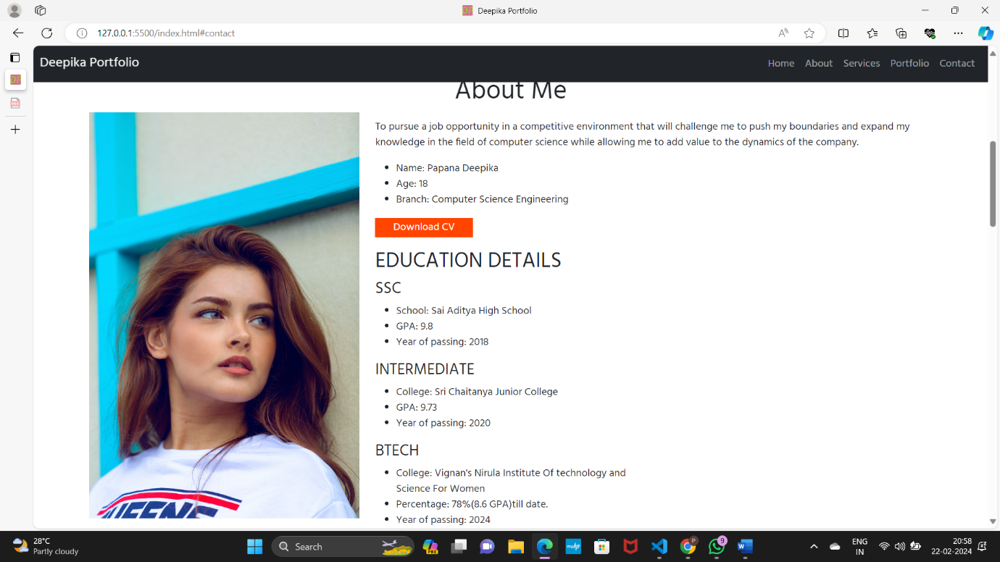 Deepika Portfolio
127.0.0.1:5500/index.html#contact
Deepika Portfolio
Home About Services Portfolio Contact
About Me
To pursue a job opportunity in a competitive environment that will challenge me to push my boundaries and expand my
knowledge in the field of computer science while allowing me to add value to the dynamics of the company.
Name: Papana Deepika
Age: 18
Branch: Computer Science Engineering
Download CV
EDUCATION DETAILS
SSC
School: Sai Aditya High School
GPA: 9.8
Year of passing: 2018
INTERMEDIATE
College: Sri Chaitanya Junior College
GPA: 9.73
Year of passing: 2020
BTECH
College: Vignan's Nirula Institute Of technology and
Science For Women
Percentage: 78%(8.6 GPA)till date.
Year of passing: 2024
28°C
Partly cloudy
Search
PRE
myhp
P
9
W
ENG
IN
20:58
22-02-2024